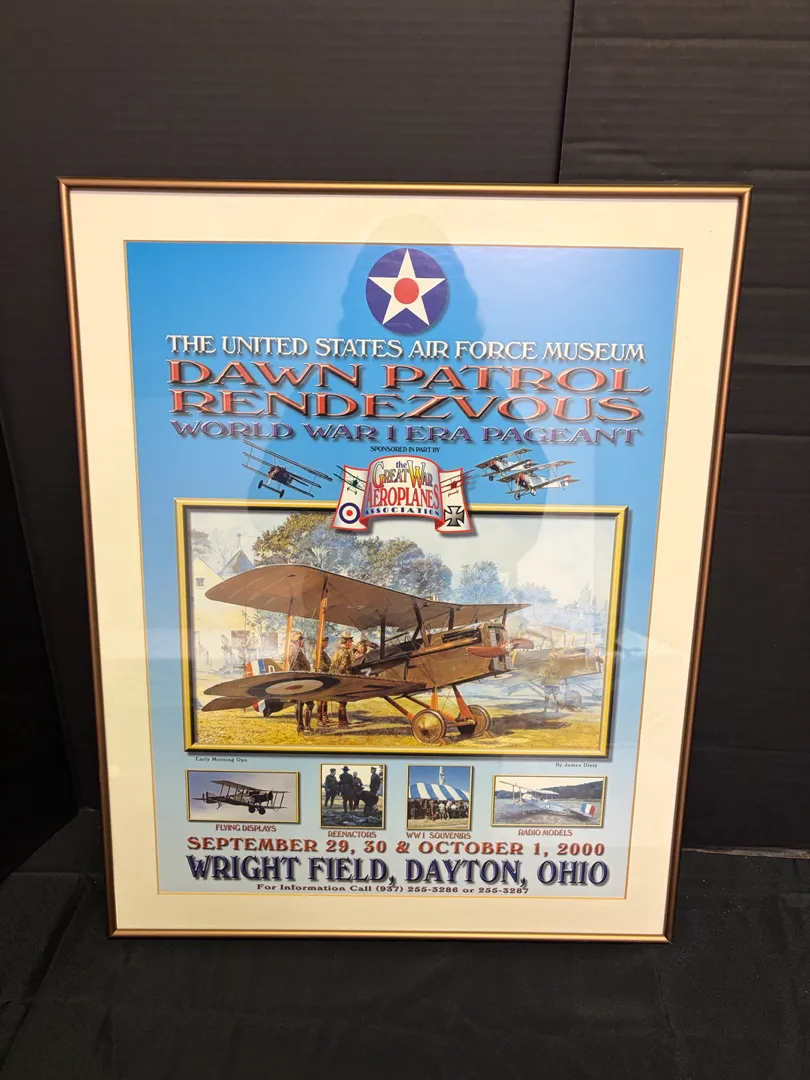 THE UNITED STATES AIR FORCE MUSEUM
DAWN PATROL
RENDEZVOUS
WORLD WAR I ERA PAGEANT
SPONSORED IN PART BY
the
GREAT WAR
AEROPLANES
ASSOCIATION
Early Morning Ops
By James Dietz
FLYING DISPLAYS
REENACTORS
WW I SOUVENIRS
RADIO MODELS
SEPTEMBER 29, 30 & OCTOBER 1, 2000
WRIGHT FIELD, DAYTON, OHIO
For Information Call (937) 255-3286 or 255-3287